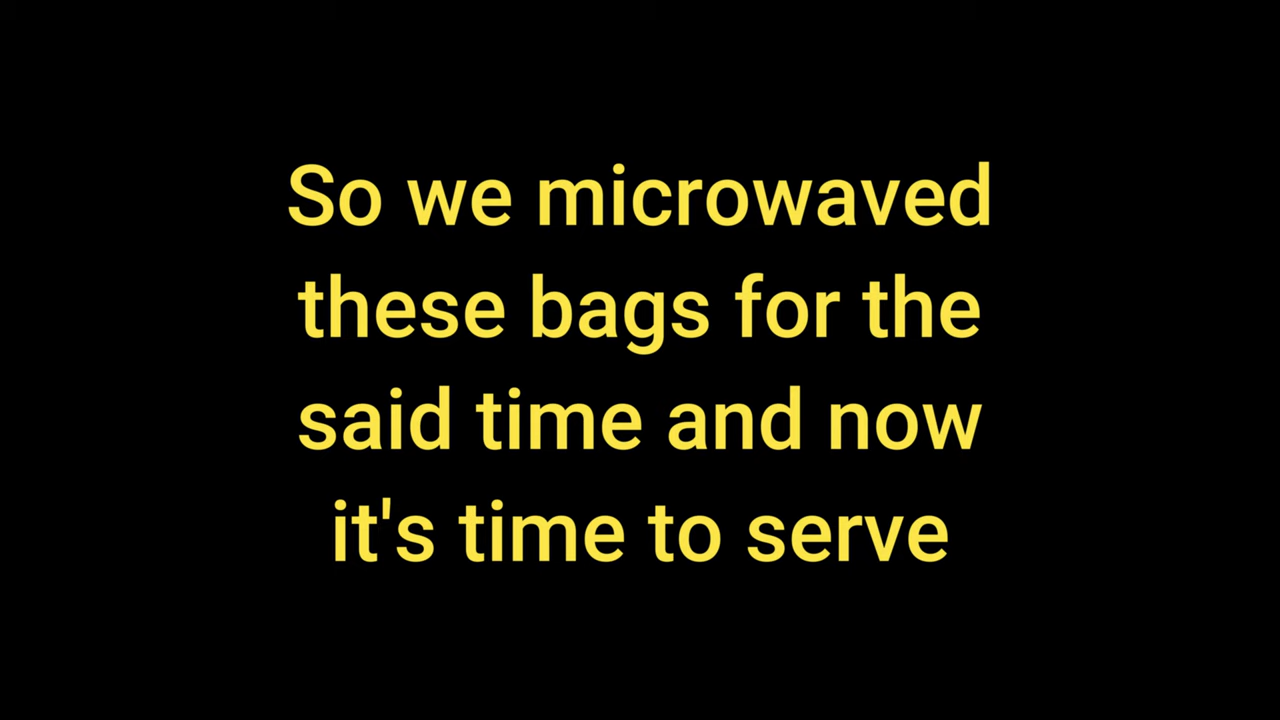 So we microwaved
these bags for the
said time and now
it's time to serve